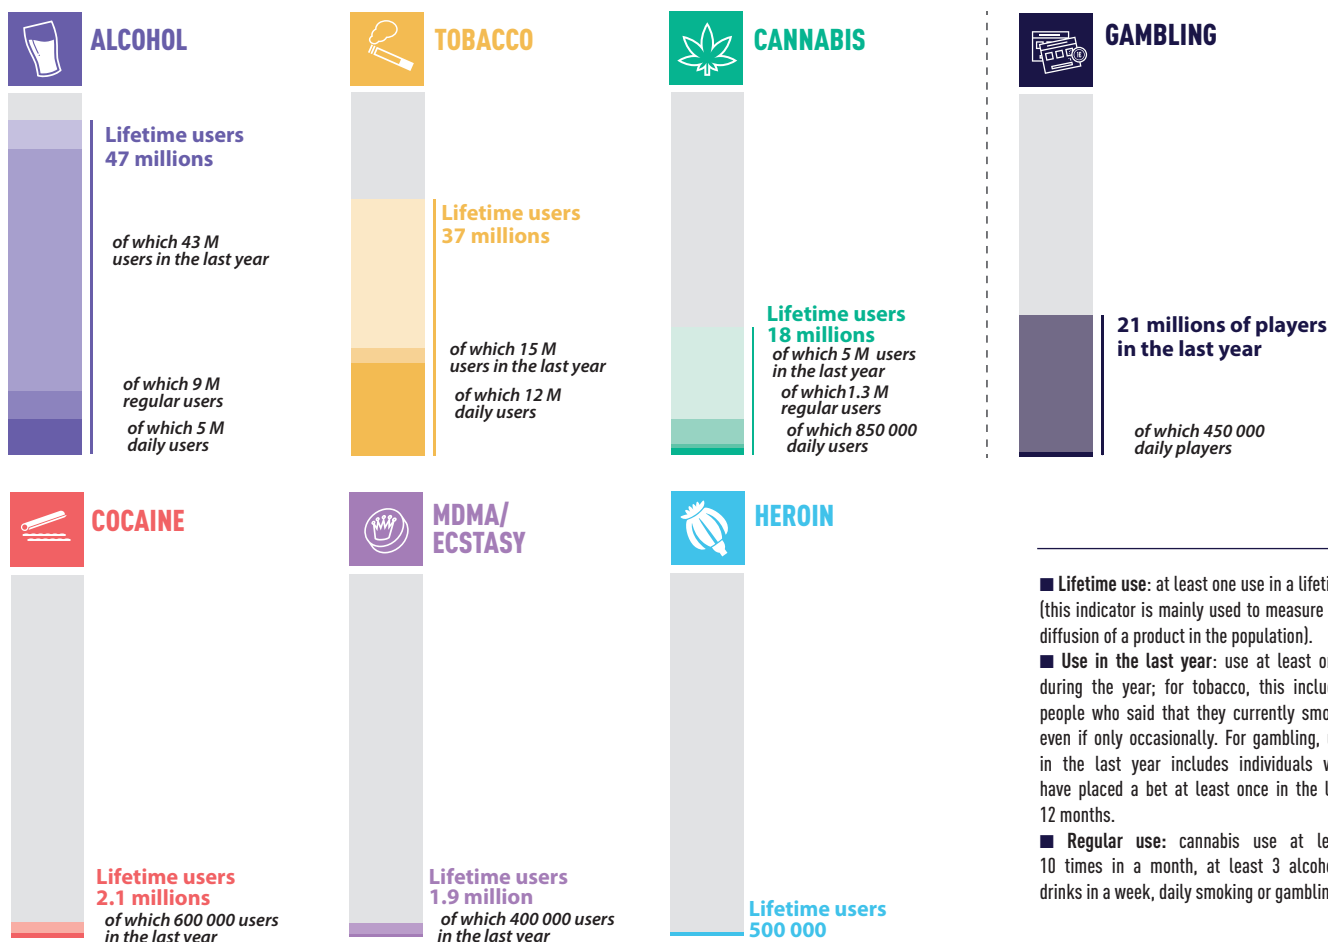 ALCOHOL
Lifetime users
47 millions
of which 43 M
users in the last year
of which 9 M
regular users
of which 5 M
daily users
TOBACCO
Lifetime users
37 millions
of which 15 M
users in the last year
of which 12 M
daily users
CANNABIS
Lifetime users
18 millions
of which 5 M users
in the last year
of which1.3 M
regular users
of which 850 000
daily users
GAMBLING
21 millions of players
in the last year
of which 450 000
daily players
COCAINE
Lifetime users
2.1 millions
of which 600 000 users
in the last year
MDMA/
ECSTASY
Lifetime users
1.9 million
of which 400 000 users
in the last year
HEROIN
Lifetime users
500 000
■ Lifetime use: at least one use in a
(this indicator is mainly used to measure
diffusion of a product in the population).
■ Use in the last year: use at least
during the year; for tobacco, this
people who said that they currently
even if only occasionally. For gambling,
in the last year includes individuals
have placed a bet at least once in the
12 months.
■ Regular use: cannabis use at
10 times in a month, at least 3
drinks in a week, daily smoking or